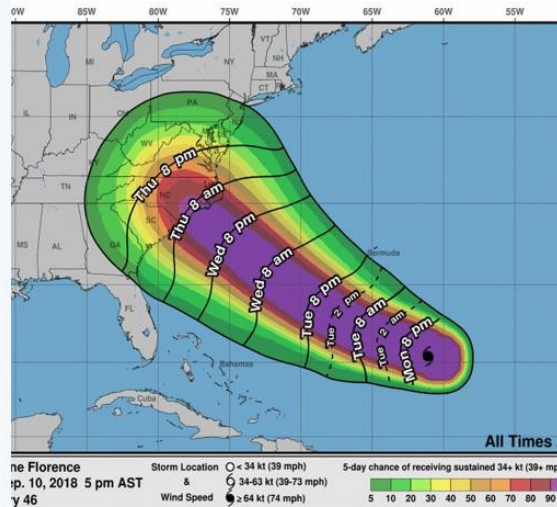 0W 85W 80W 75W 70W 65W 60W 55W
VT
MI NY NH
MA
CT
PA
IL IN
WV
Thu 8 pm
TN NC
Thu 8 am
SC
MS AL GA
Wed 8 pm
Bermuda
Wed 8 am
Tue 8 pm
Tue 2 pm
Tue 8 am
Tue 2 am
Mon 8 pm
FL
Bahamas
Cuba
All Times
ne Florence
ep. 10, 2018 5 pm AST
ry 46
Storm Location
&
Wind Speed
< 34 kt (39 mph)
34-63 kt (39-73 mph)
≥ 64 kt (74 mph)
5-day chance of receiving sustained 34+ kt (39+ mp
5 10 20 30 40 50 60 70 80 90